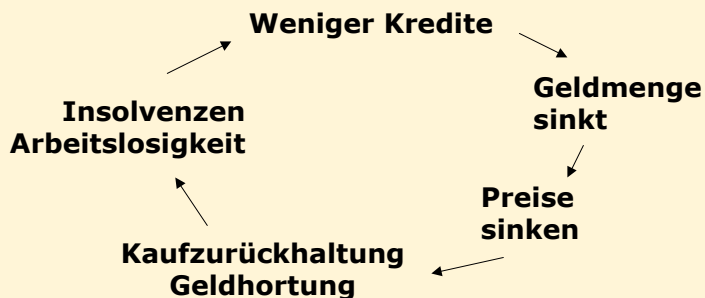 Weniger Kredite
Geldmenge
sinkt
Preise
sinken
Kaufzurückhaltung
Geldhortung
Insolvenzen
Arbeitslosigkeit